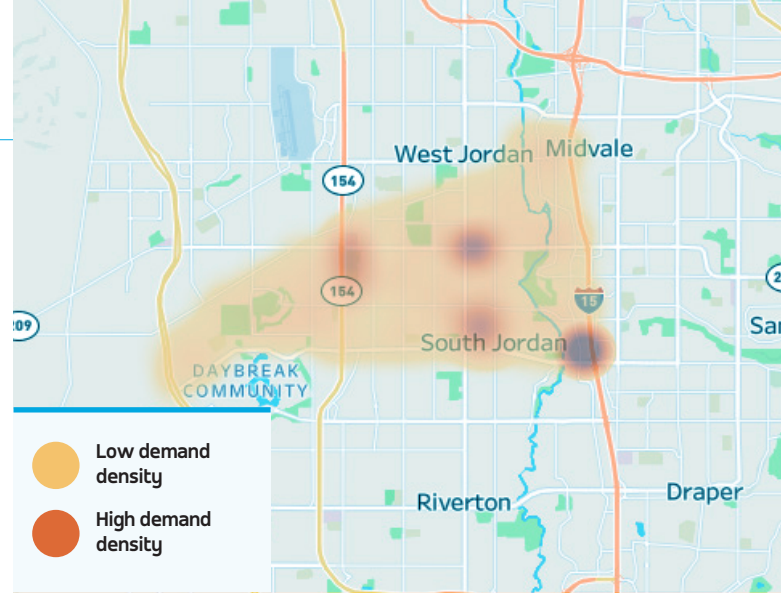 West Jordan
Midvale
154
154
15
209
South Jordan
DAYBREAK
COMMUNITY
Riverton
Draper
Low demand
density
High demand
density